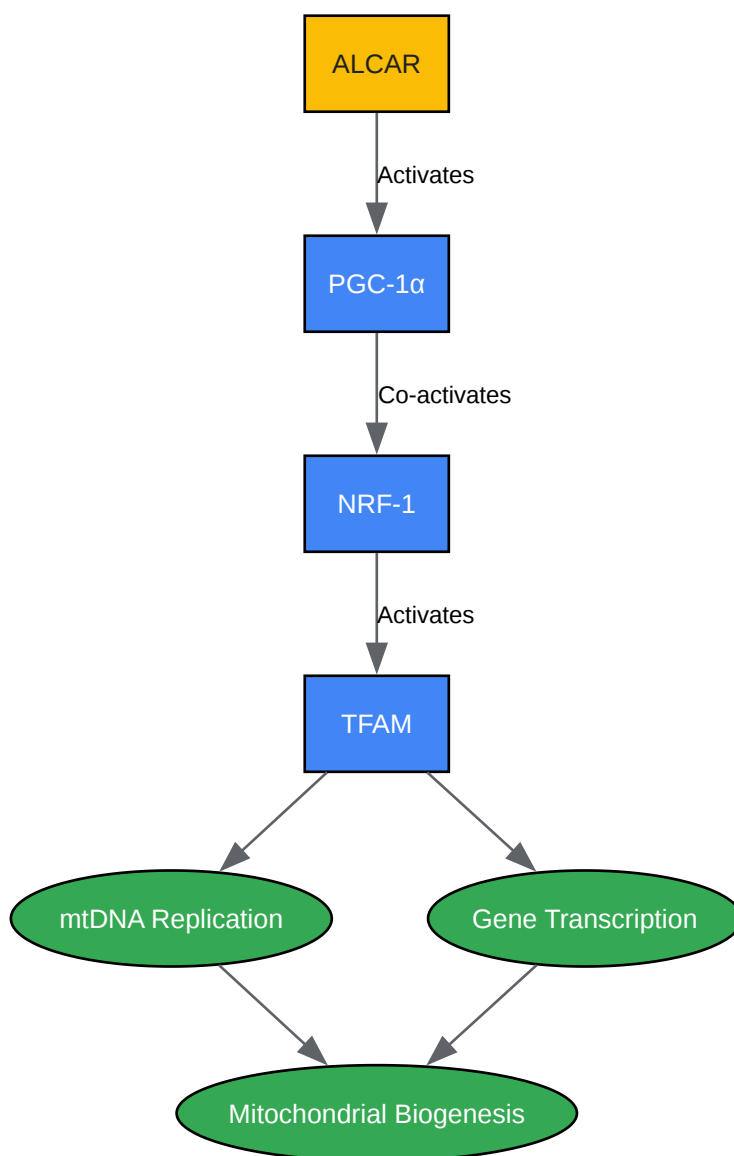 ALCAR
Activates
PGC-1α
Co-activates
NRF-1
Activates
TFAM
mtDNA Replication
Gene Transcription
Mitochondrial Biogenesis